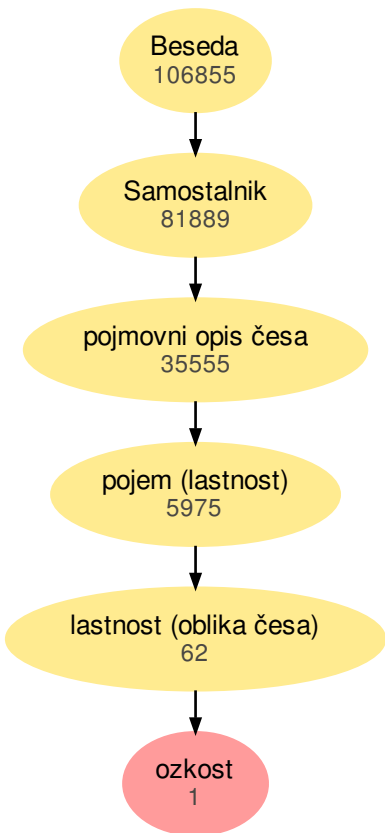 Beseda
106855
Samostalnik
81889
pojmovni opis česa
35555
pojem (lastnost)
5975
lastnost (oblika česa)
62
ozkost
1